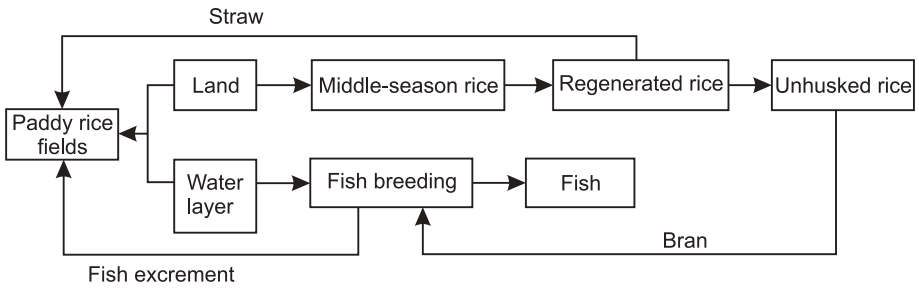 Straw
Land
Middle-season rice
Regenerated rice
Unhusked rice
Paddy rice
fields
Water
layer
Fish breeding
Fish
Bran
Fish excrement